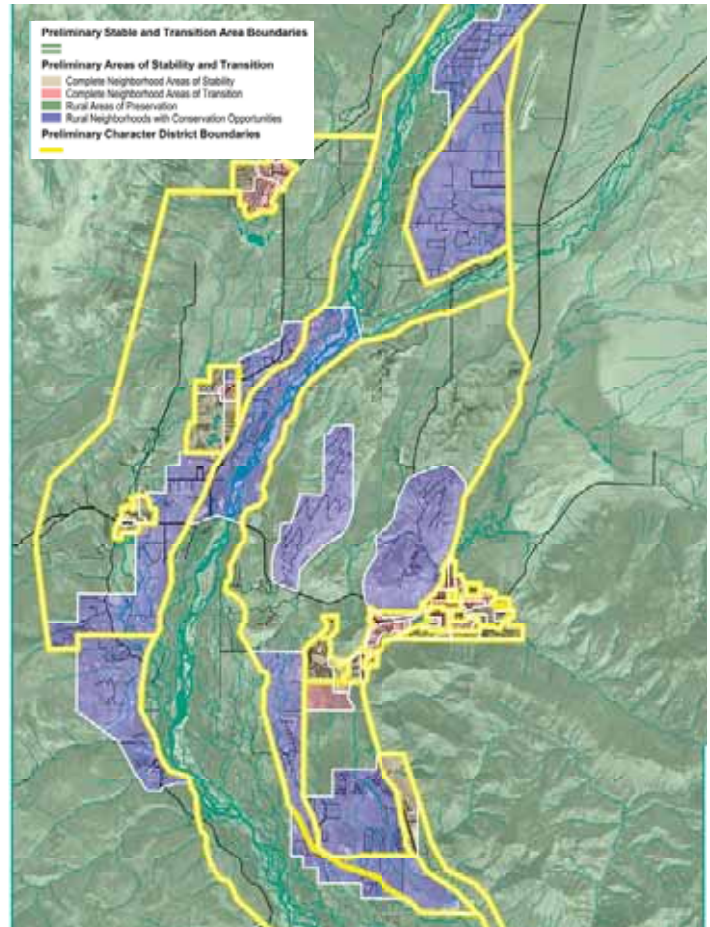 Preliminary Stable and Transition Area Boundaries
Preliminary Areas of Stability and Transition
Complete Neighborhood Areas of Stability
Complete Neighborhood Areas of Transition
Rural Areas of Preservation
Rural Neighborhoods with Conservation Opportunities
Preliminary Character District Boundaries